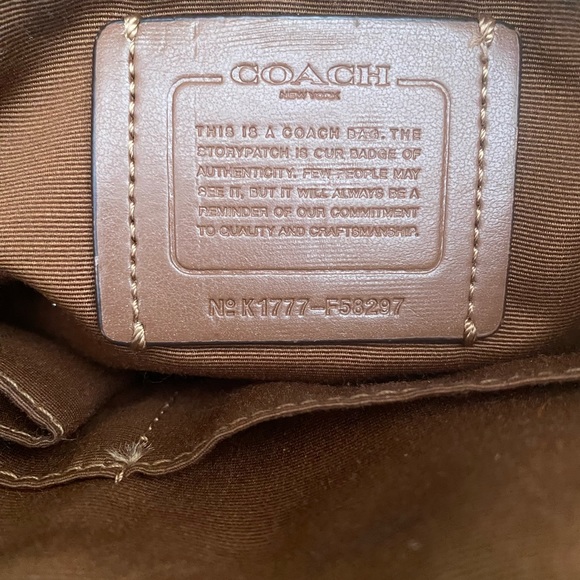 COACH
NEW YORK
THIS IS A COACH BAG. THE
STORYPATCH IS OUR BADGE OF
AUTHENTICITY. FEW PEOPLE MAY
SEE IT, BUT IT WILL ALWAYS BE A
REMINDER OF OUR COMMITMENT
TO QUALITY AND CRAFTSMANSHIP.
Nº K1777-F58297